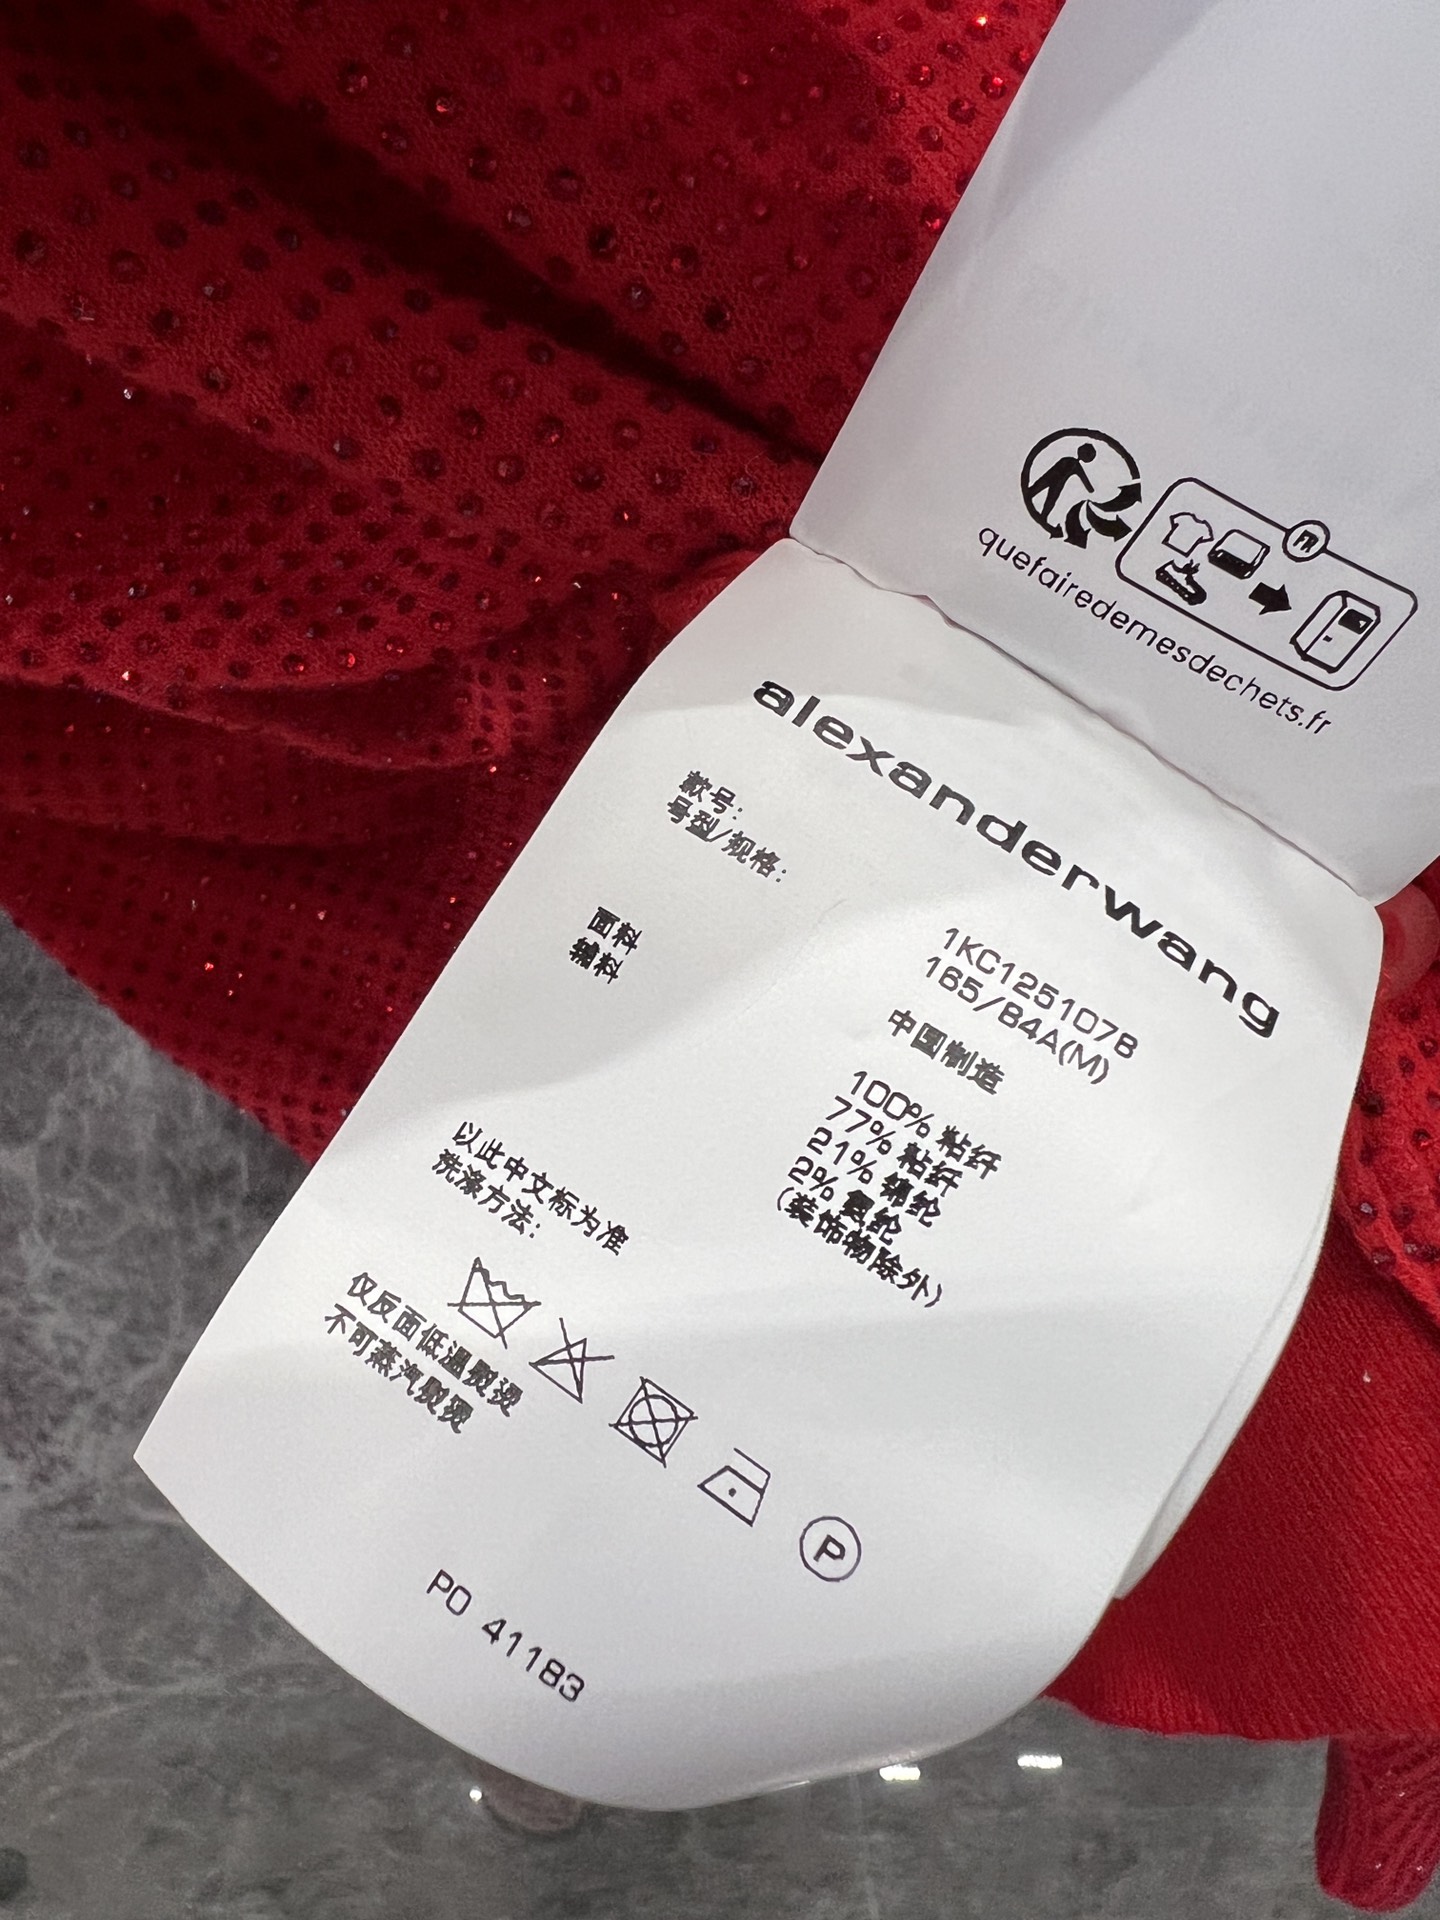 FR
quefairedemesdechets.fr
alexanderwang
款号: 1KC1251078
号型/规格: 165/84A(M)
中国制造
面料 100% 粘纤
辅料 77% 粘纤
21% 锦纶
2% 氨纶
(装饰物除外)
以此中文标为准
洗涤方法:
仅反面低温熨烫
不可蒸汽熨烫
P
PO 41183